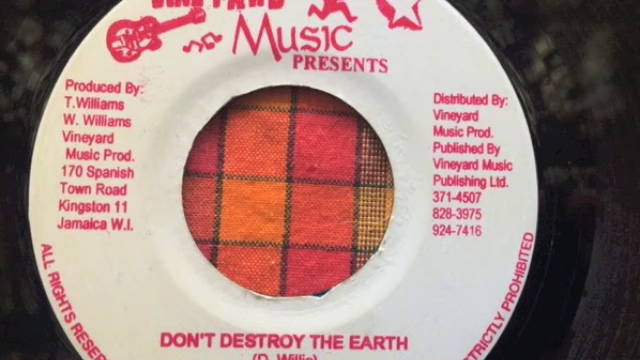 VINEYARD
Music
PRESENTS
Produced By:
T.Williams
W. Williams
Vineyard
Music Prod.
170 Spanish
Town Road
Kingston 11
Jamaica W.I.
Distributed By:
Vineyard
Music Prod.
Published By
Vineyard Music
Publishing Ltd.
371-4507
828-3975
924-7416
ALL RIGHTS RESER
STRICTLY PROHIBITED
DON'T DESTROY THE EARTH
(D. Willis)